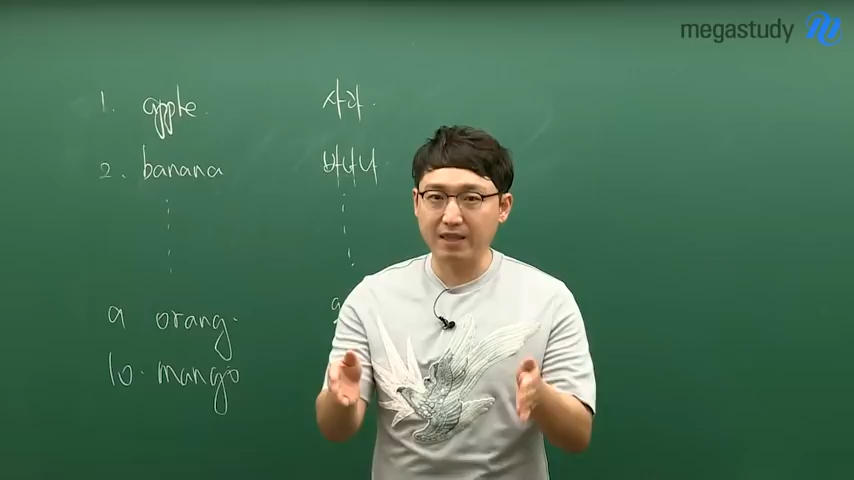 megastudy
1. apple. 사과.
2. banana 바나나
9 orang.
10. mango